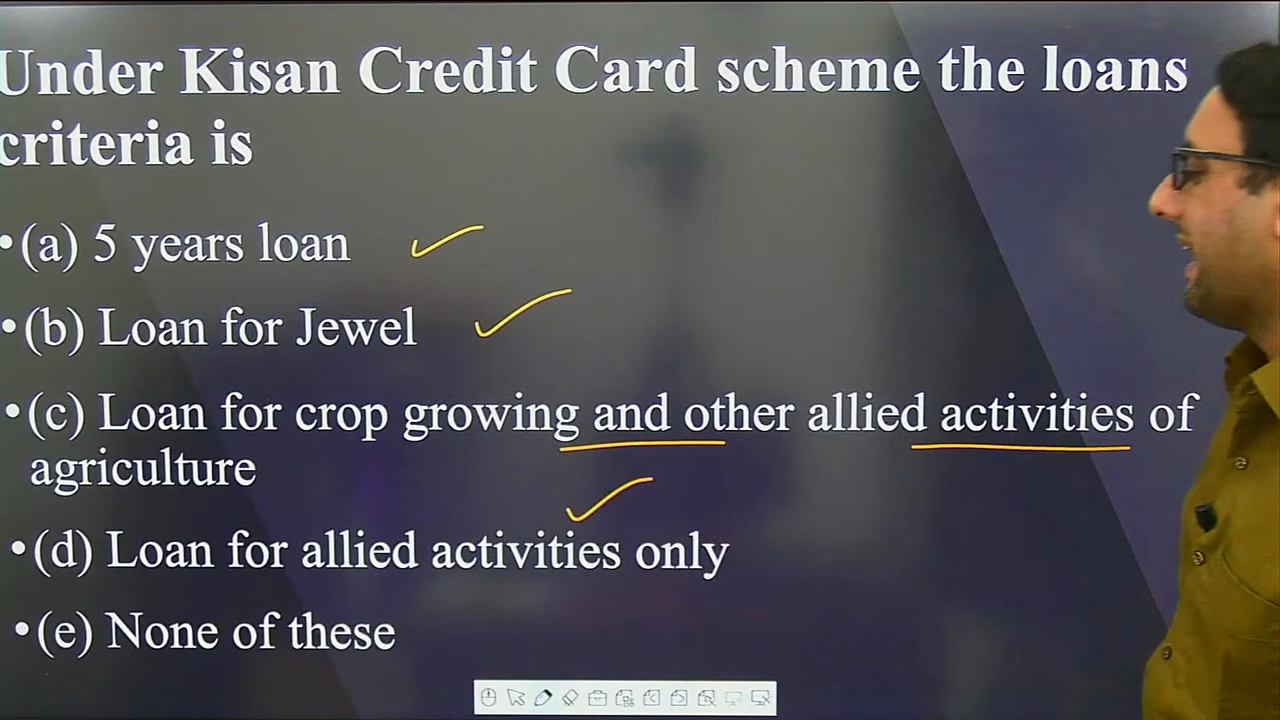 Under Kisan Credit Card scheme the loans
criteria is
• (a) 5 years loan
• (b) Loan for Jewel
• (c) Loan for crop growing and other allied activities of
agriculture
• (d) Loan for allied activities only
• (e) None of these